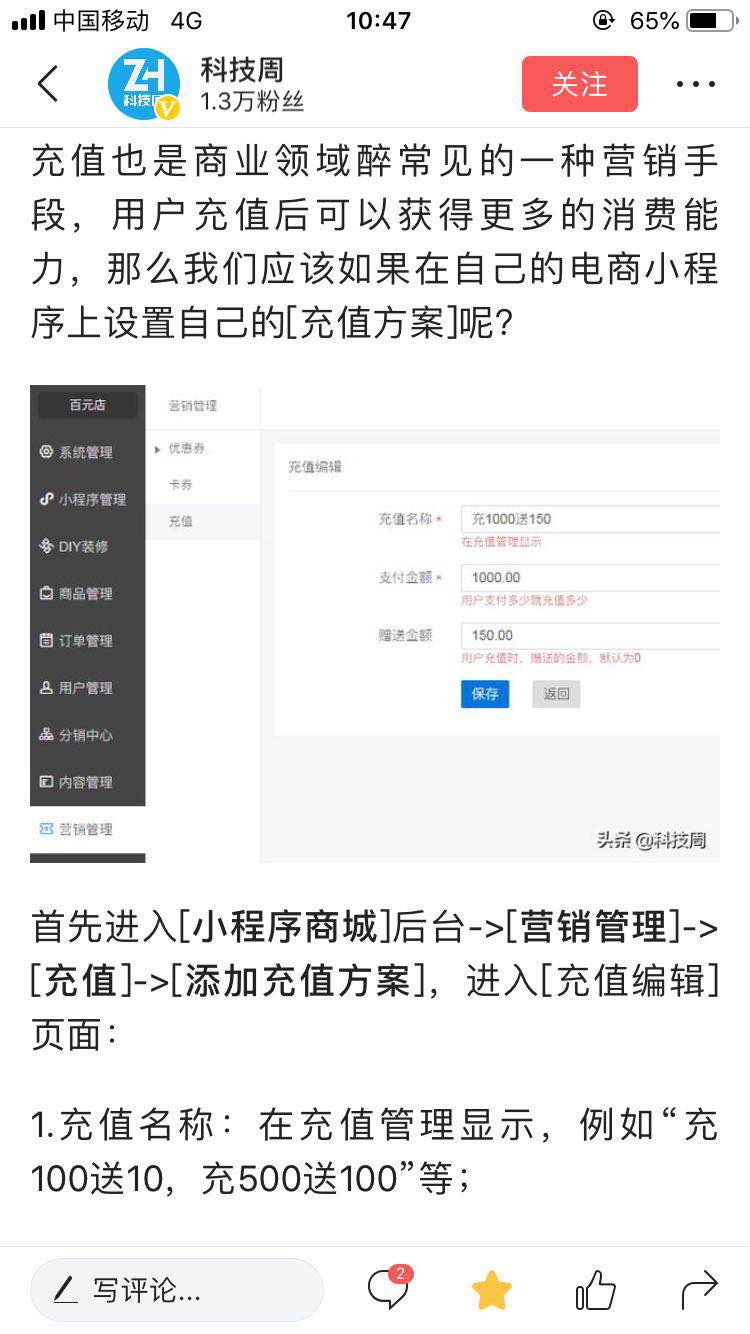 中国移动 4G 10:47 65%
ZH
科技周
V
科技周
1.3万粉丝
关注
充值也是商业领域醉常见的一种营销手
段，用户充值后可以获得更多的消费能
力，那么我们应该如果在自己的电商小程
序上设置自己的[充值方案]呢？
百元店
系统管理
小程序管理
DIY装修
商品管理
订单管理
用户管理
分销中心
内容管理
营销管理
营销管理
优惠券
卡券
充值
充值编辑
充值名称* 充1000送150
在充值管理显示
支付金额* 1000.00
用户支付多少就充值多少
赠送金额 150.00
用户充值时，赠送的金额，默认为0
保存 返回
头条 @科技周
首先进入[小程序商城]后台->[营销管理]->
[充值]->[添加充值方案]，进入[充值编辑]
页面：
1.充值名称：在充值管理显示，例如“充
100送10，充500送100”等；
写评论...
2